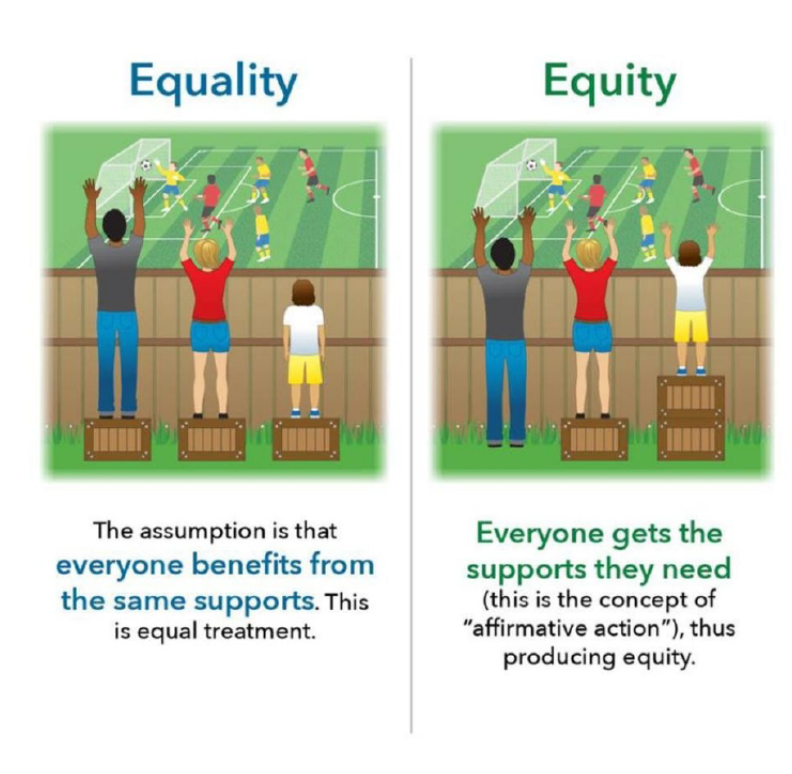 Equality
The assumption is that
everyone benefits from
the same supports. This
is equal treatment.
Equity
Everyone gets the
supports they need
(this is the concept of
“affirmative action”), thus
producing equity.